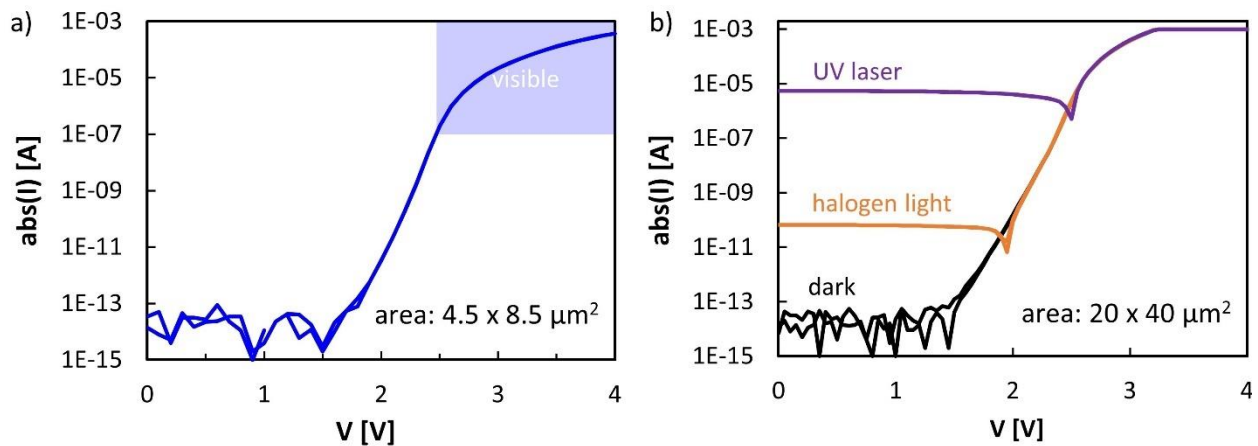 a)
abs(I) [A]
1E-03
1E-05
1E-07
1E-09
1E-11
1E-13
1E-15
visible
area: 4.5 x 8.5 µm²
0 1 2 3 4
V [V]
b)
abs(I) [A]
1E-03
1E-05
1E-07
1E-09
1E-11
1E-13
1E-15
UV laser
halogen light
dark
area: 20 x 40 µm²
0 1 2 3 4
V [V]